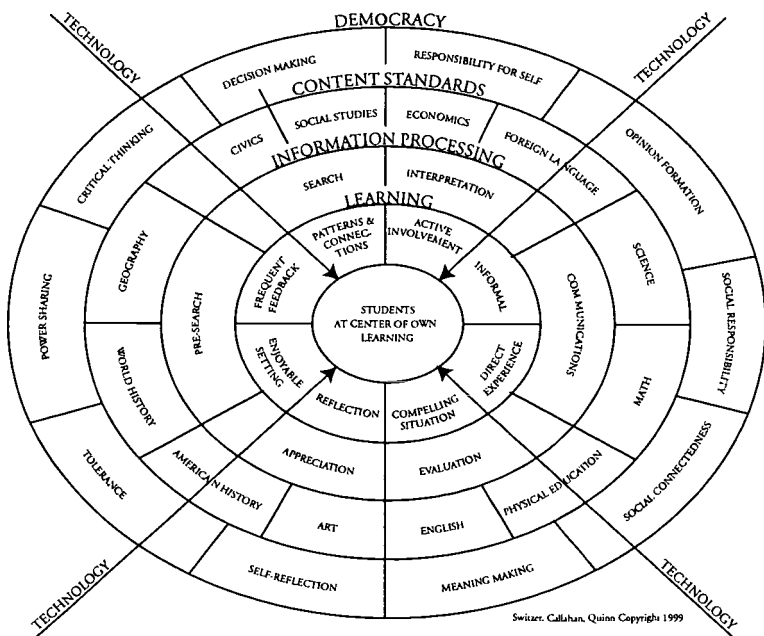 TECHNOLOGY
DEMOCRACY
TECHNOLOGY
DECISION MAKING
RESPONSIBILITY FOR SELF
CONTENT STANDARDS
CRITICAL THINKING
CIVICS
SOCIAL STUDIES
ECONOMICS
FOREIGN LANGUAGE
OPINION FORMATION
INFORMATION PROCESSING
SEARCH
INTERPRETATION
LEARNING
GEOGRAPHY
PATTERNS &
CONNEC-
TIONS
ACTIVE
INVOLVEMENT
SCIENCE
FREQUENT
FEEDBACK
INFORMAL
POWER SHARING
PRE-SEARCH
STUDENTS
AT CENTER OF OWN
LEARNING
COMMUNICATIONS
SOCIAL RESPONSIBILITY
WORLD HISTORY
ENJOYABLE
SETTING
DIRECT
EXPERIENCE
MATH
REFLECTION
COMPELLING
SITUATION
TOLERANCE
AMERICAN HISTORY
APPRECIATION
EVALUATION
PHYSICAL EDUCATION
SOCIAL CONNECTEDNESS
ART
ENGLISH
SELF-REFLECTION
MEANING MAKING
TECHNOLOGY
TECHNOLOGY
Switzer, Callahan, Quinn Copyright 1999